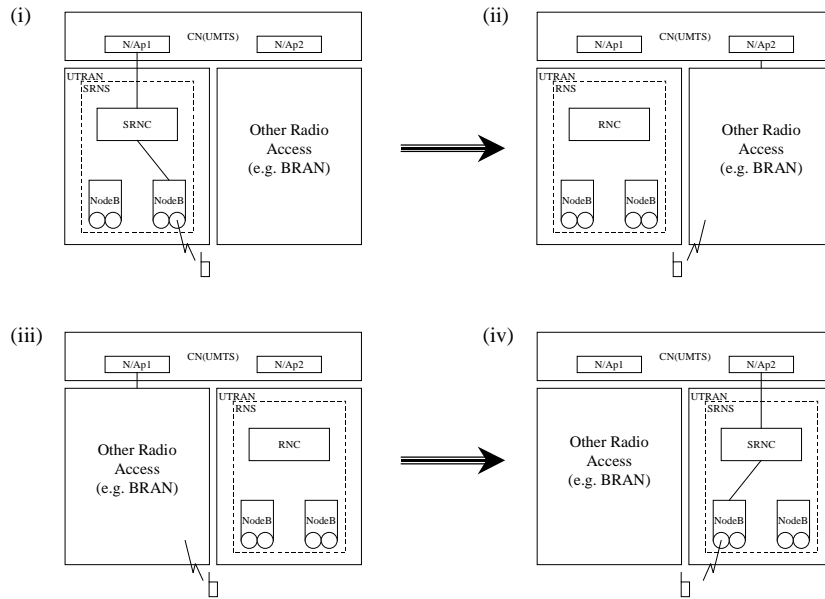 (i)
CN(UMTS)
N/Ap1
N/Ap2
UTRAN
SRNS
SRNC
NodeB
NodeB
Other Radio
Access
(e.g. BRAN)
(ii)
CN(UMTS)
N/Ap1
N/Ap2
UTRAN
RNS
RNC
NodeB
NodeB
Other Radio
Access
(e.g. BRAN)
(iii)
CN(UMTS)
N/Ap1
N/Ap2
Other Radio
Access
(e.g. BRAN)
UTRAN
RNS
RNC
NodeB
NodeB
(iv)
CN(UMTS)
N/Ap1
N/Ap2
Other Radio
Access
(e.g. BRAN)
UTRAN
SRNS
SRNC
NodeB
NodeB